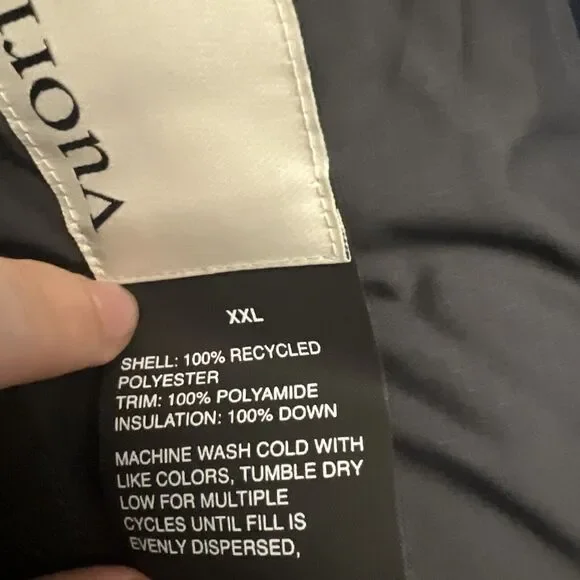 vuori
XXL
SHELL: 100% RECYCLED
POLYESTER
TRIM: 100% POLYAMIDE
INSULATION: 100% DOWN
MACHINE WASH COLD WITH
LIKE COLORS, TUMBLE DRY
LOW FOR MULTIPLE
CYCLES UNTIL FILL IS
EVENLY DISPERSED,